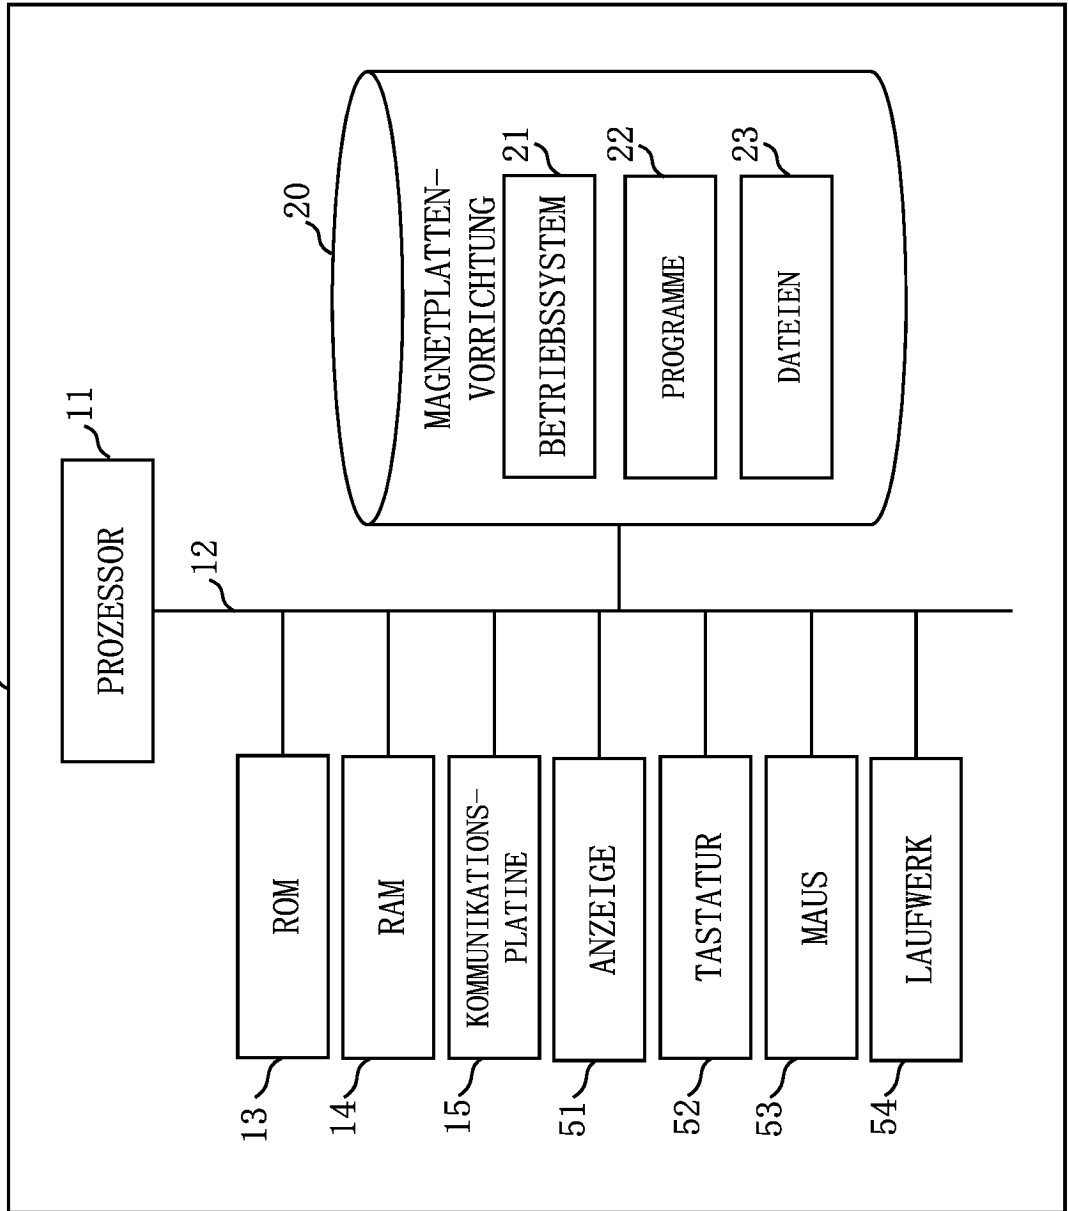 11
PROZESSOR
12
20
MAGNETPLATTEN-
VORRICHTUNG
21
BETRIEBSSYSTEM
22
PROGRAMME
23
DATEIEN
13
ROM
14
RAM
15
KOMMUNIKATIONS-
PLATINE
51
ANZEIGE
52
TASTATUR
53
MAUS
54
LAUFWERK